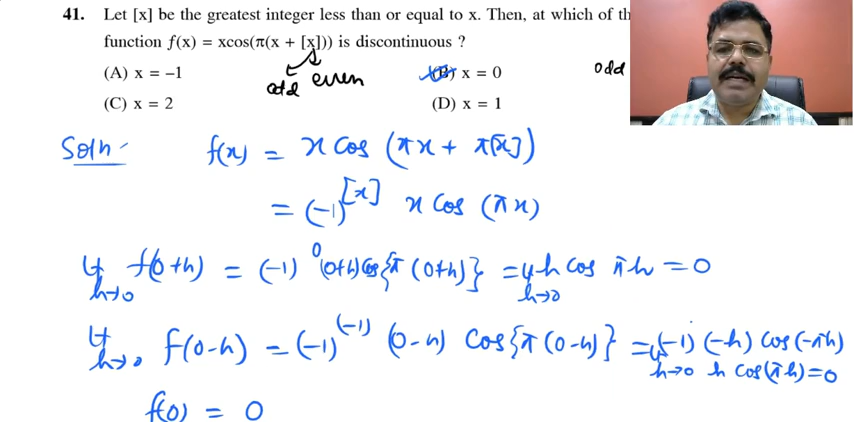 41. Let [x] be the greatest integer less than or equal to x. Then, at which of th
function f(x) = xcos(π(x + [x])) is discontinuous ?
odd even odd
(A) x = –1 (B) x = 0
(C) x = 2 (D) x = 1
Soln:- f(x) = x cos (πx + π[x])
= (-1)^[x] x cos (πx)
Lt h→0 f(0+h) = (-1)^0 (0+h) cos{π (0+h)} = Lt h→0 h cos πh = 0
Lt h→0 f(0-h) = (-1)^(-1) (0-h) cos{π (0-h)} = Lt h→0 (-1) (-h) cos(-πh)
h cos(πh) = 0
f(0) = 0